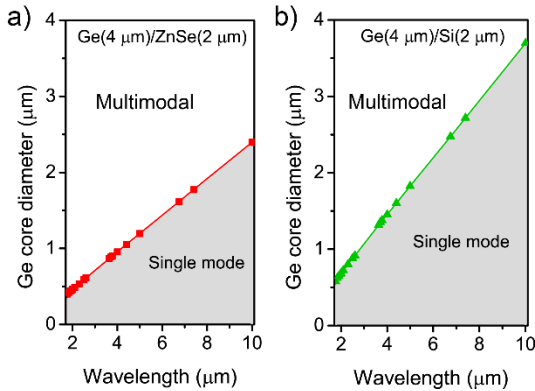 a)
Ge(4 μm)/ZnSe(2 μm)
Multimodal
Single mode
Ge core diameter (μm)
4
3
2
1
0
2 4 6 8 10
Wavelength (μm)
b)
Ge(4 μm)/Si(2 μm)
Multimodal
Single mode
Ge core diameter (μm)
4
3
2
1
0
2 4 6 8 10
Wavelength (μm)